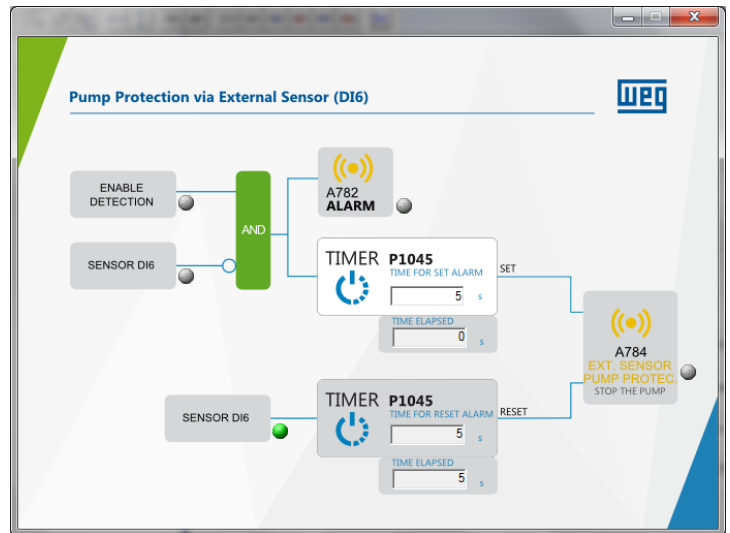 Pump Protection via External Sensor (DI6)
WEG
ENABLE
DETECTION
SENSOR DI6
AND
A782
ALARM
TIMER P1045
TIME FOR SET ALARM
5 s
TIME ELAPSED
0 s
SET
A784
EXT. SENSOR
PUMP PROTEC.
STOP THE PUMP
SENSOR DI6
TIMER P1045
TIME FOR RESET ALARM
5 s
TIME ELAPSED
5 s
RESET